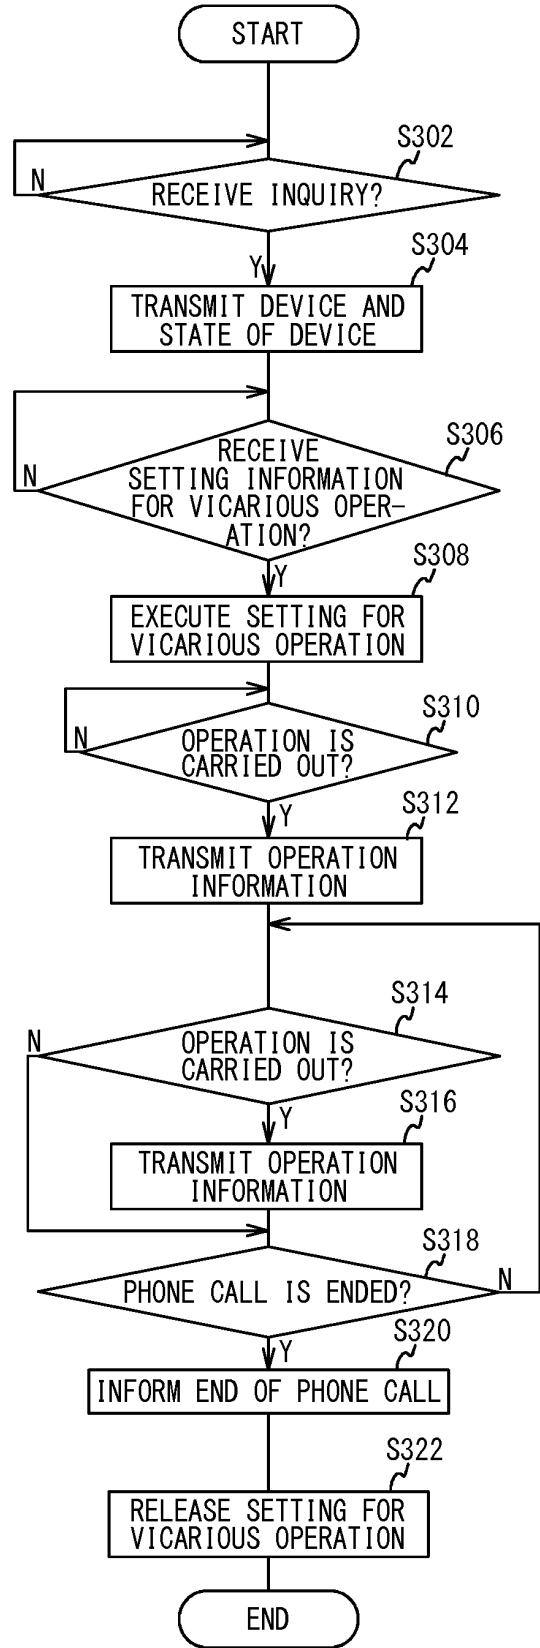 START
S302
N
RECEIVE INQUIRY?
Y
S304
TRANSMIT DEVICE AND
STATE OF DEVICE
S306
N
RECEIVE
SETTING INFORMATION
FOR VICARIOUS OPER-
ATION?
Y
S308
EXECUTE SETTING FOR
VICARIOUS OPERATION
S310
N
OPERATION IS
CARRIED OUT?
Y
S312
TRANSMIT OPERATION
INFORMATION
S314
N
OPERATION IS
CARRIED OUT?
Y
S316
TRANSMIT OPERATION
INFORMATION
S318
PHONE CALL IS ENDED?
N
Y
S320
INFORM END OF PHONE CALL
S322
RELEASE SETTING FOR
VICARIOUS OPERATION
END